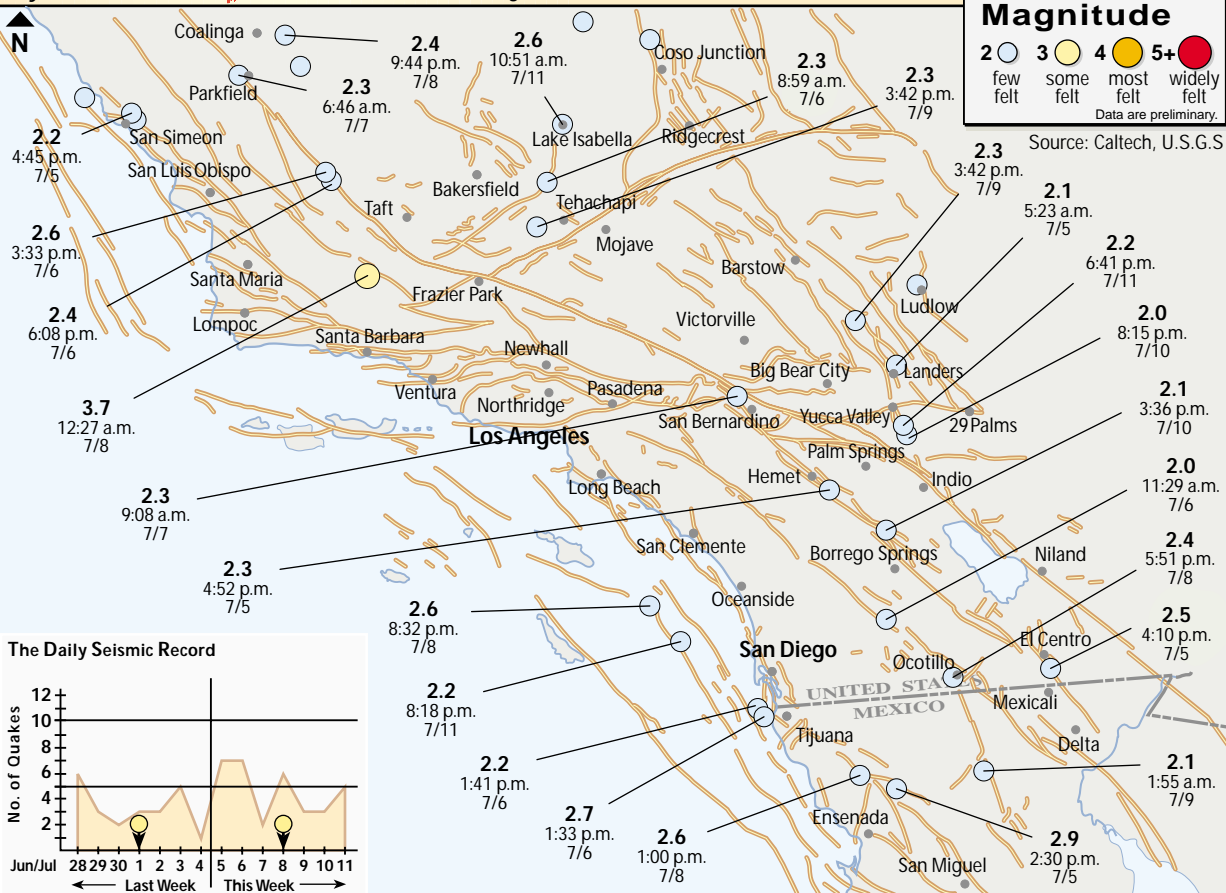 N
Magnitude
2 3 4 5+
few felt
some felt
most felt
widely felt
Data are preliminary.
Source: Caltech, U.S.G.S
Coalinga
2.4
9:44 p.m.
7/8
2.6
10:51 a.m.
7/11
Coso Junction
2.3
8:59 a.m.
7/6
2.3
3:42 p.m.
7/9
Parkfield
2.3
6:46 a.m.
7/7
2.2
4:45 p.m.
7/5
San Simeon
Lake Isabella
Ridgecrest
2.3
3:42 p.m.
7/9
San Luis Obispo
Bakersfield
2.1
5:23 a.m.
7/5
Taft
Tehachapi
Mojave
2.6
3:33 p.m.
7/6
2.2
6:41 p.m.
7/11
Santa Maria
Frazier Park
Barstow
Ludlow
2.4
6:08 p.m.
7/6
Lompoc
Santa Barbara
Victorville
2.0
8:15 p.m.
7/10
Newhall
Big Bear City
Landers
Ventura
Northridge
Pasadena
2.1
3:36 p.m.
7/10
3.7
12:27 a.m.
7/8
San Bernardino
Yucca Valley
29 Palms
Los Angeles
Palm Springs
2.3
9:08 a.m.
7/7
Long Beach
Hemet
Indio
2.0
11:29 a.m.
7/6
San Clemente
Borrego Springs
Niland
2.4
5:51 p.m.
7/8
2.3
4:52 p.m.
7/5
Oceanside
2.6
8:32 p.m.
7/8
2.5
4:10 p.m.
7/5
San Diego
El Centro
Ocotillo
2.2
8:18 p.m.
7/11
UNITED STATES
MEXICO
Mexicali
Tijuana
Delta
2.2
1:41 p.m.
7/6
2.1
1:55 a.m.
7/9
2.7
1:33 p.m.
7/6
2.6
1:00 p.m.
7/8
Ensenada
2.9
2:30 p.m.
7/5
San Miguel
The Daily Seismic Record
No. of Quakes
12
10
8
6
4
2
Jun/Jul 28 29 30 1 2 3 4 5 6 7 8 9 10 11
Last Week This Week